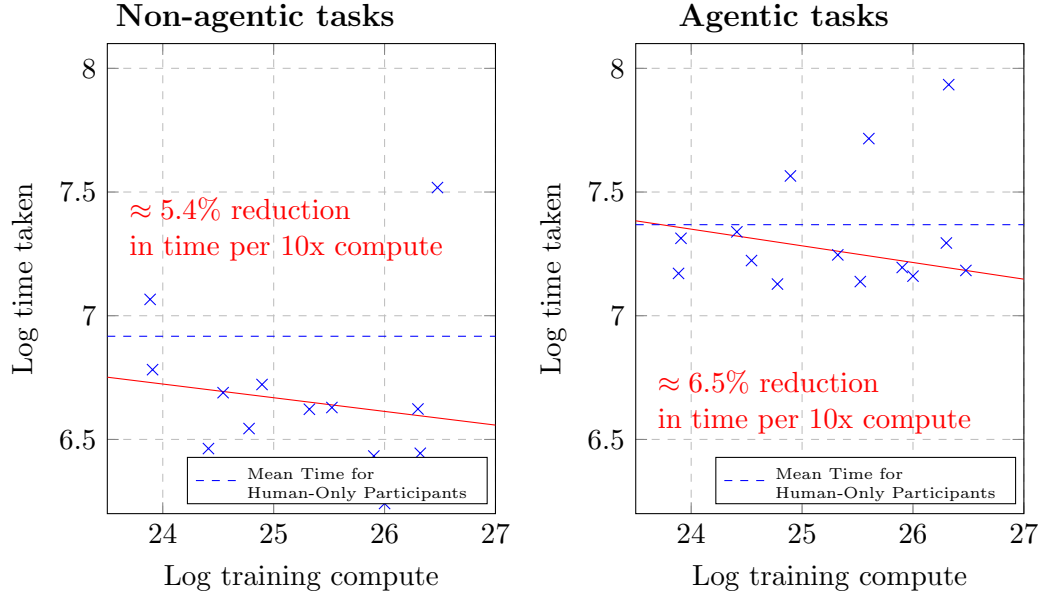 Non-agentic tasks
8
7.5
7
6.5
24
25
26
27
Log time taken
Log training compute
≈ 5.4% reduction
in time per 10x compute
Mean Time for
Human-Only Participants
Agentic tasks
8
7.5
7
6.5
24
25
26
27
Log time taken
Log training compute
≈ 6.5% reduction
in time per 10x compute
Mean Time for
Human-Only Participants